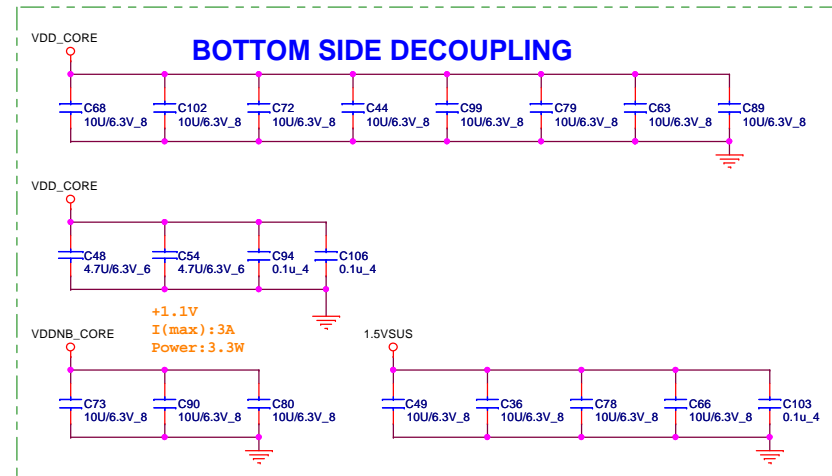 VDD_CORE
BOTTOM SIDE DECOUPLING
C68
10U/6.3V_8
C102
10U/6.3V_8
C72
10U/6.3V_8
C44
10U/6.3V_8
C99
10U/6.3V_8
C79
10U/6.3V_8
C63
10U/6.3V_8
C89
10U/6.3V_8
VDD_CORE
C48
4.7U/6.3V_6
C54
4.7U/6.3V_6
C94
0.1u_4
C106
0.1u_4
+1.1V
I(max):3A
Power:3.3W
VDDNB_CORE
C73
10U/6.3V_8
C90
10U/6.3V_8
C80
10U/6.3V_8
1.5VSUS
C49
10U/6.3V_8
C36
10U/6.3V_8
C78
10U/6.3V_8
C66
10U/6.3V_8
C103
0.1u_4